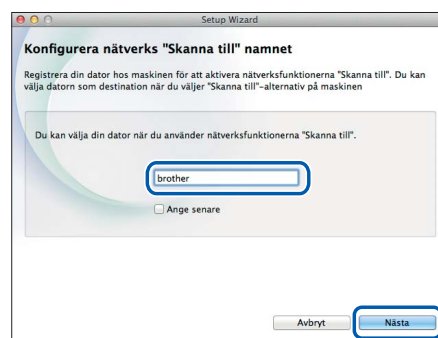 Setup Wizard
Konfigurera nätverks "Skanna till" namnet
Registrera din dator hos maskinen för att aktivera nätverksfunktionerna "Skanna till". Du kan
välja datorn som destination när du väljer "Skanna till"-alternativ på maskinen
Du kan välja din dator när du använder nätverksfunktionerna "Skanna till".
brother
Ange senare
Avbryt Nästa